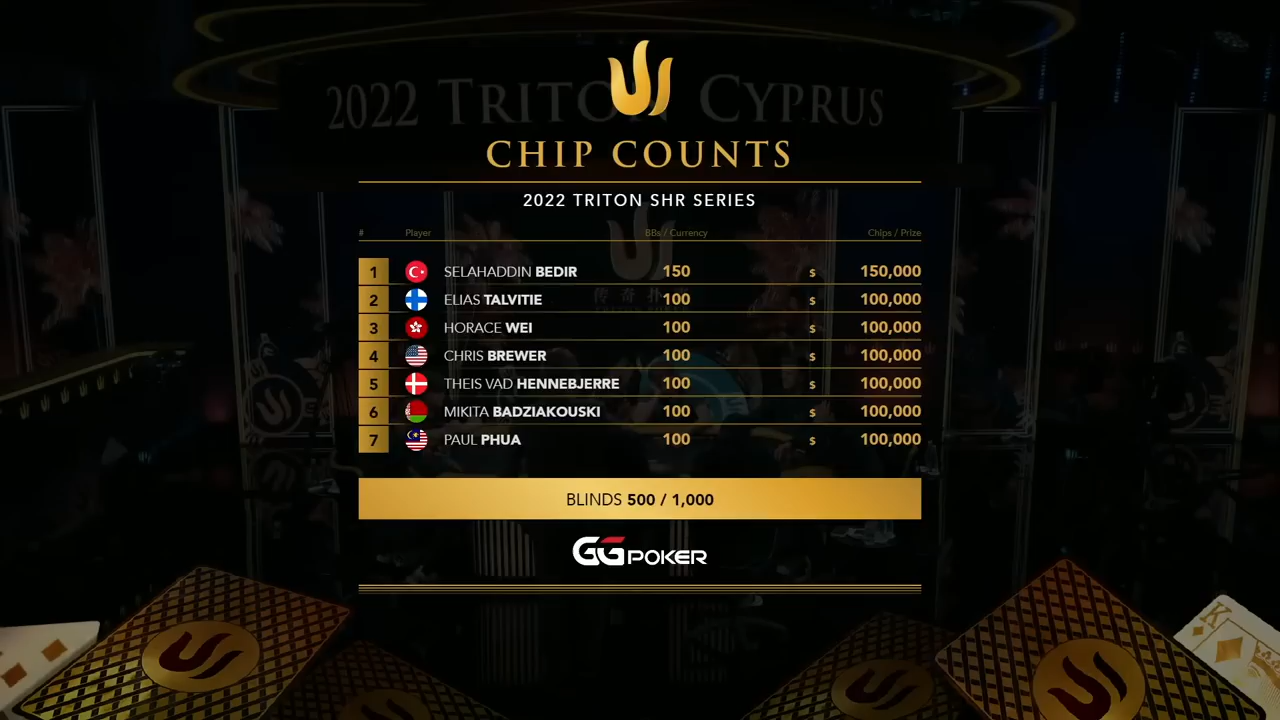 2022 TRITON CYPRUS
CHIP COUNTS
2022 TRITON SHR SERIES
# Player BBs / Currency Chips / Prize
1 SELAHADDIN BEDIR 150 $ 150,000
2 ELIAS TALVITIE 100 $ 100,000
3 HORACE WEI 100 $ 100,000
4 CHRIS BREWER 100 $ 100,000
5 THEIS VAD HENNEBJERRE 100 $ 100,000
6 MIKITA BADZIAKOUSKI 100 $ 100,000
7 PAUL PHUA 100 $ 100,000
BLINDS 500 / 1,000
GGPOKER
K